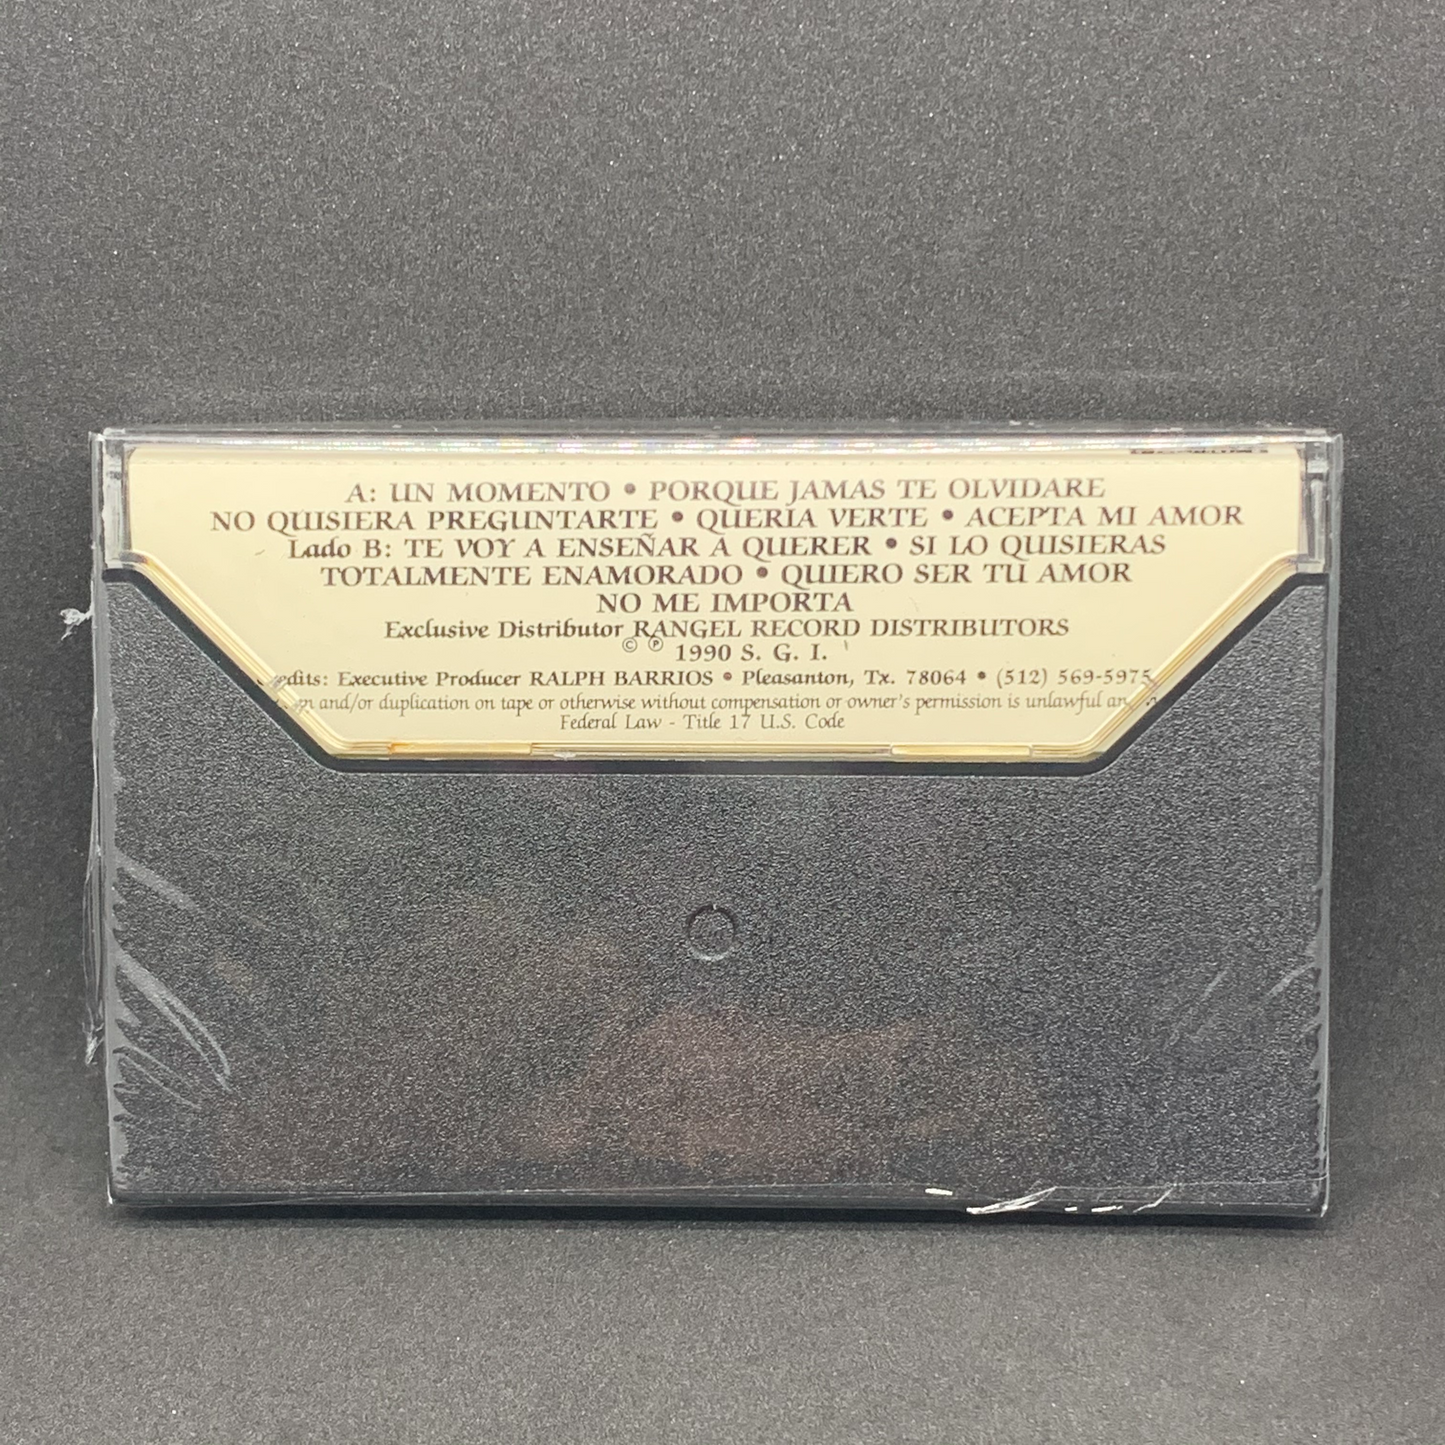 A: UN MOMENTO • PORQUE JAMAS TE OLVIDARE
NO QUISIERA PREGUNTARTE • QUERIA VERTE • ACEPTA MI AMOR
Lado B: TE VOY A ENSEÑAR A QUERER • SI LO QUISIERAS
TOTALMENTE ENAMORADO • QUIERO SER TU AMOR
NO ME IMPORTA
Exclusive Distributor RANGEL RECORD DISTRIBUTORS
© ℗ 1990 S. G. I.
Executive Producer RALPH BARRIOS • Pleasanton, Tx. 78064 • (512) 569-5975
and/or duplication on tape or otherwise without compensation or owner's permission is unlawful
Federal Law - Title 17 U.S. Code